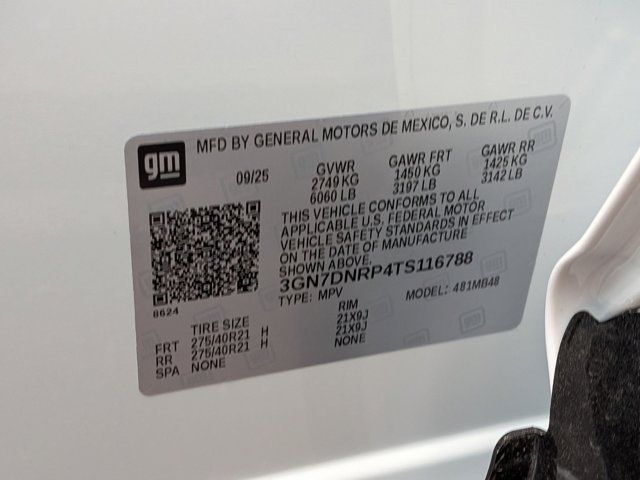 gm
MFD BY GENERAL MOTORS DE MEXICO, S. DE R.L. DE C.V.
09/25
GVWR
2749 KG
6060 LB
GAWR FRT
1450 KG
3197 LB
GAWR RR
1425 KG
3142 LB
THIS VEHICLE CONFORMS TO ALL
APPLICABLE U.S. FEDERAL MOTOR
VEHICLE SAFETY STANDARDS IN EFFECT
ON THE DATE OF MANUFACTURE
SHOWN ABOVE.
3GN7DNRP4TS116788
TYPE: MPV MODEL: 481MB48
8624
TIRE SIZE RIM
FRT 275/40R21 H 21X9J
RR 275/40R21 H 21X9J
SPA NONE NONE